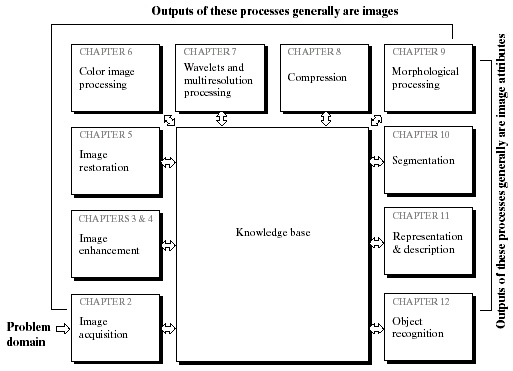 Outputs of these processes generally are images
CHAPTER 6
Color image
processing
CHAPTER 7
Wavelets and
multiresolution
processing
CHAPTER 8
Compression
CHAPTER 9
Morphological
processing
CHAPTER 5
Image
restoration
CHAPTERS 3 & 4
Image
enhancement
CHAPTER 2
Image
acquisition
Problem
domain
Knowledge base
CHAPTER 10
Segmentation
CHAPTER 11
Representation
& description
CHAPTER 12
Object
recognition
Outputs of these processes generally are image attributes